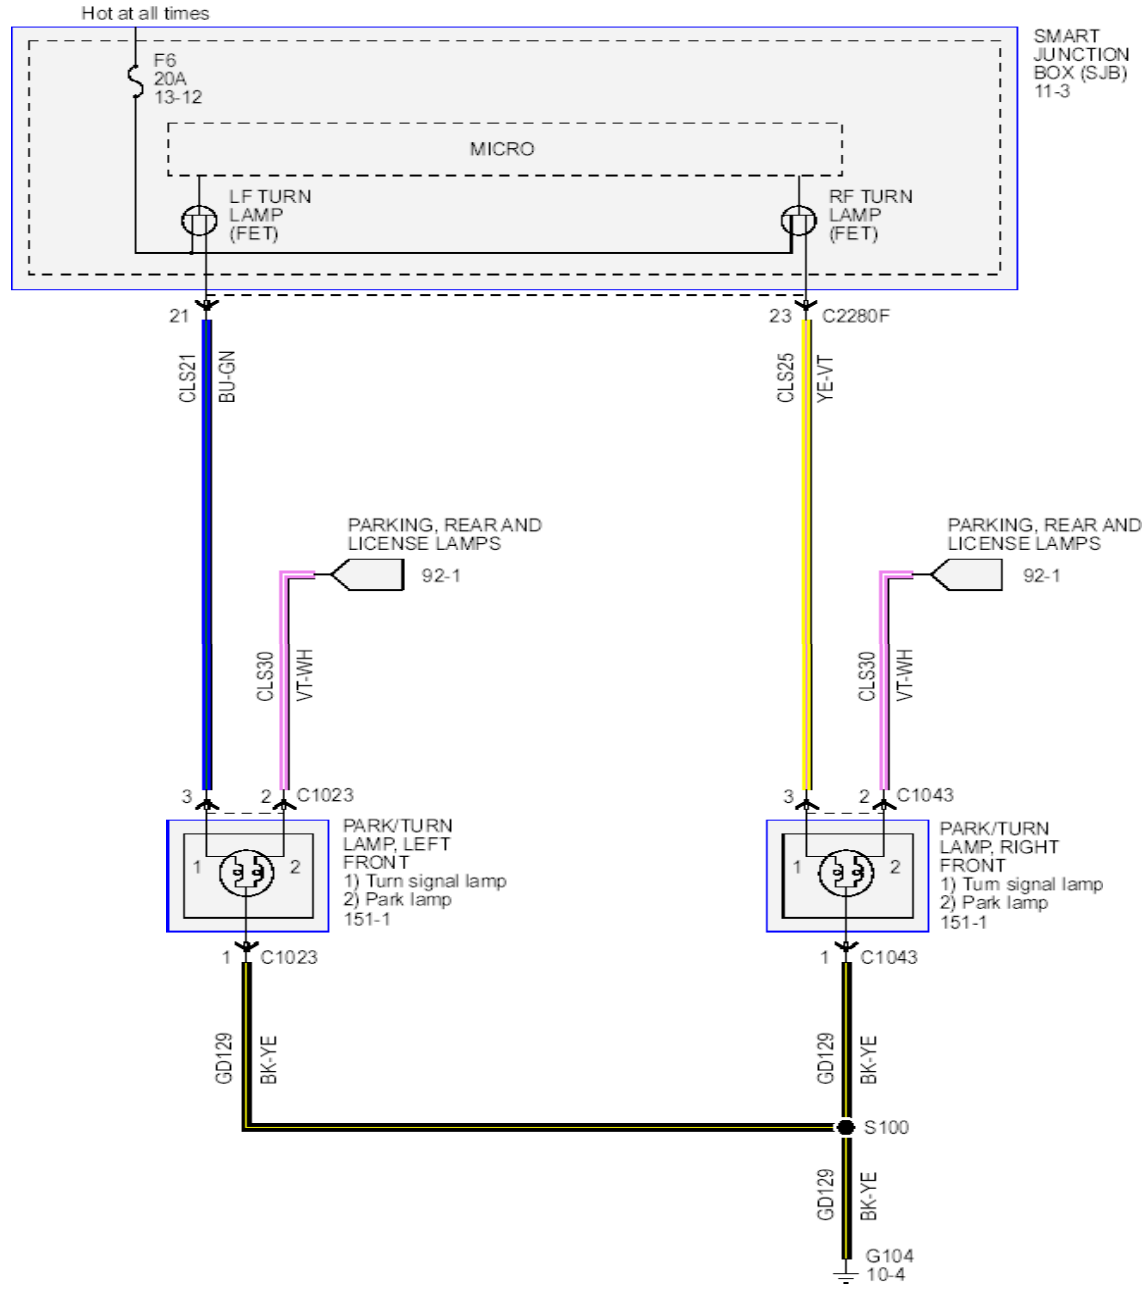 Hot at all times
F6
20A
13-12
SMART
JUNCTION
BOX (SJB)
11-3
MICRO
LF TURN
LAMP
(FET)
RF TURN
LAMP
(FET)
21
23 C2280F
CLS21
BU-GN
CLS25
YE-VT
PARKING, REAR AND
LICENSE LAMPS
92-1
PARKING, REAR AND
LICENSE LAMPS
92-1
CLS30
VT-WH
CLS30
VT-WH
3
2 C1023
3
2 C1043
1
2
PARK/TURN
LAMP, LEFT
FRONT
1) Turn signal lamp
2) Park lamp
151-1
1
2
PARK/TURN
LAMP, RIGHT
FRONT
1) Turn signal lamp
2) Park lamp
151-1
1 C1023
1 C1043
GD129
BK-YE
GD129
BK-YE
S100
GD129
BK-YE
G104
10-4